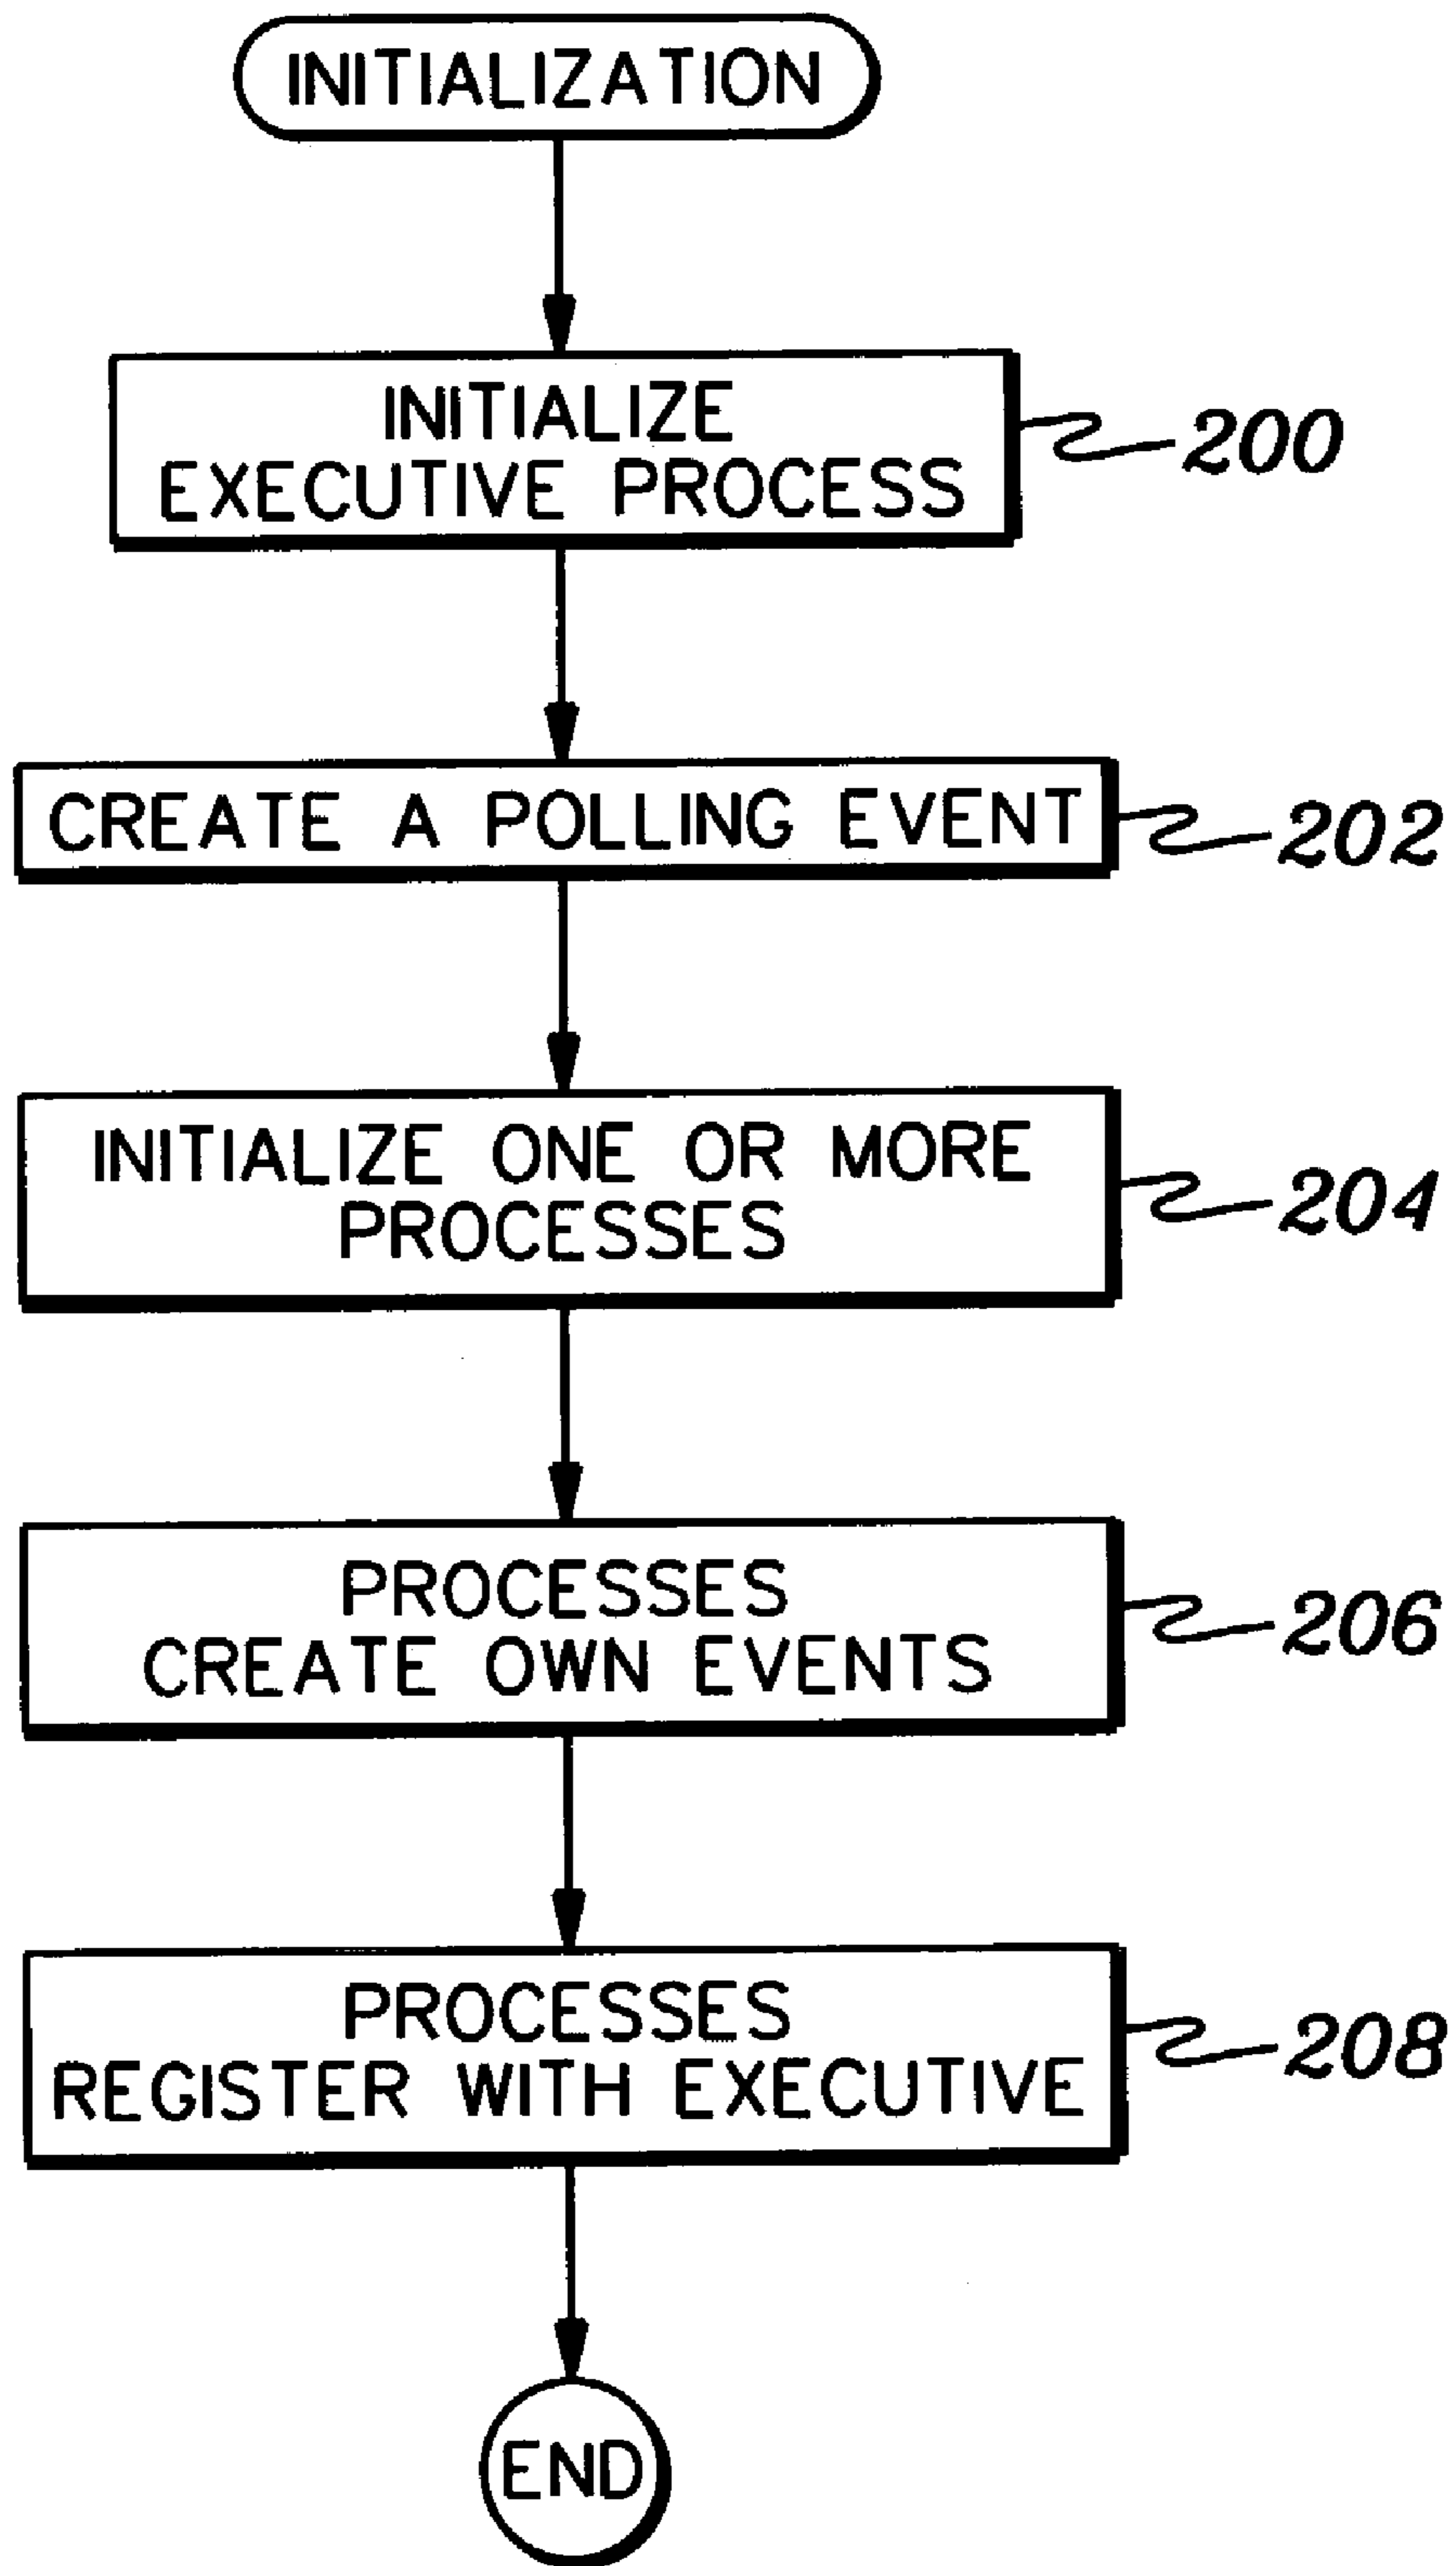 INITIALIZATION
INITIALIZE
EXECUTIVE PROCESS
200
CREATE A POLLING EVENT
202
INITIALIZE ONE OR MORE
PROCESSES
204
PROCESSES
CREATE OWN EVENTS
206
PROCESSES
REGISTER WITH EXECUTIVE
208
END